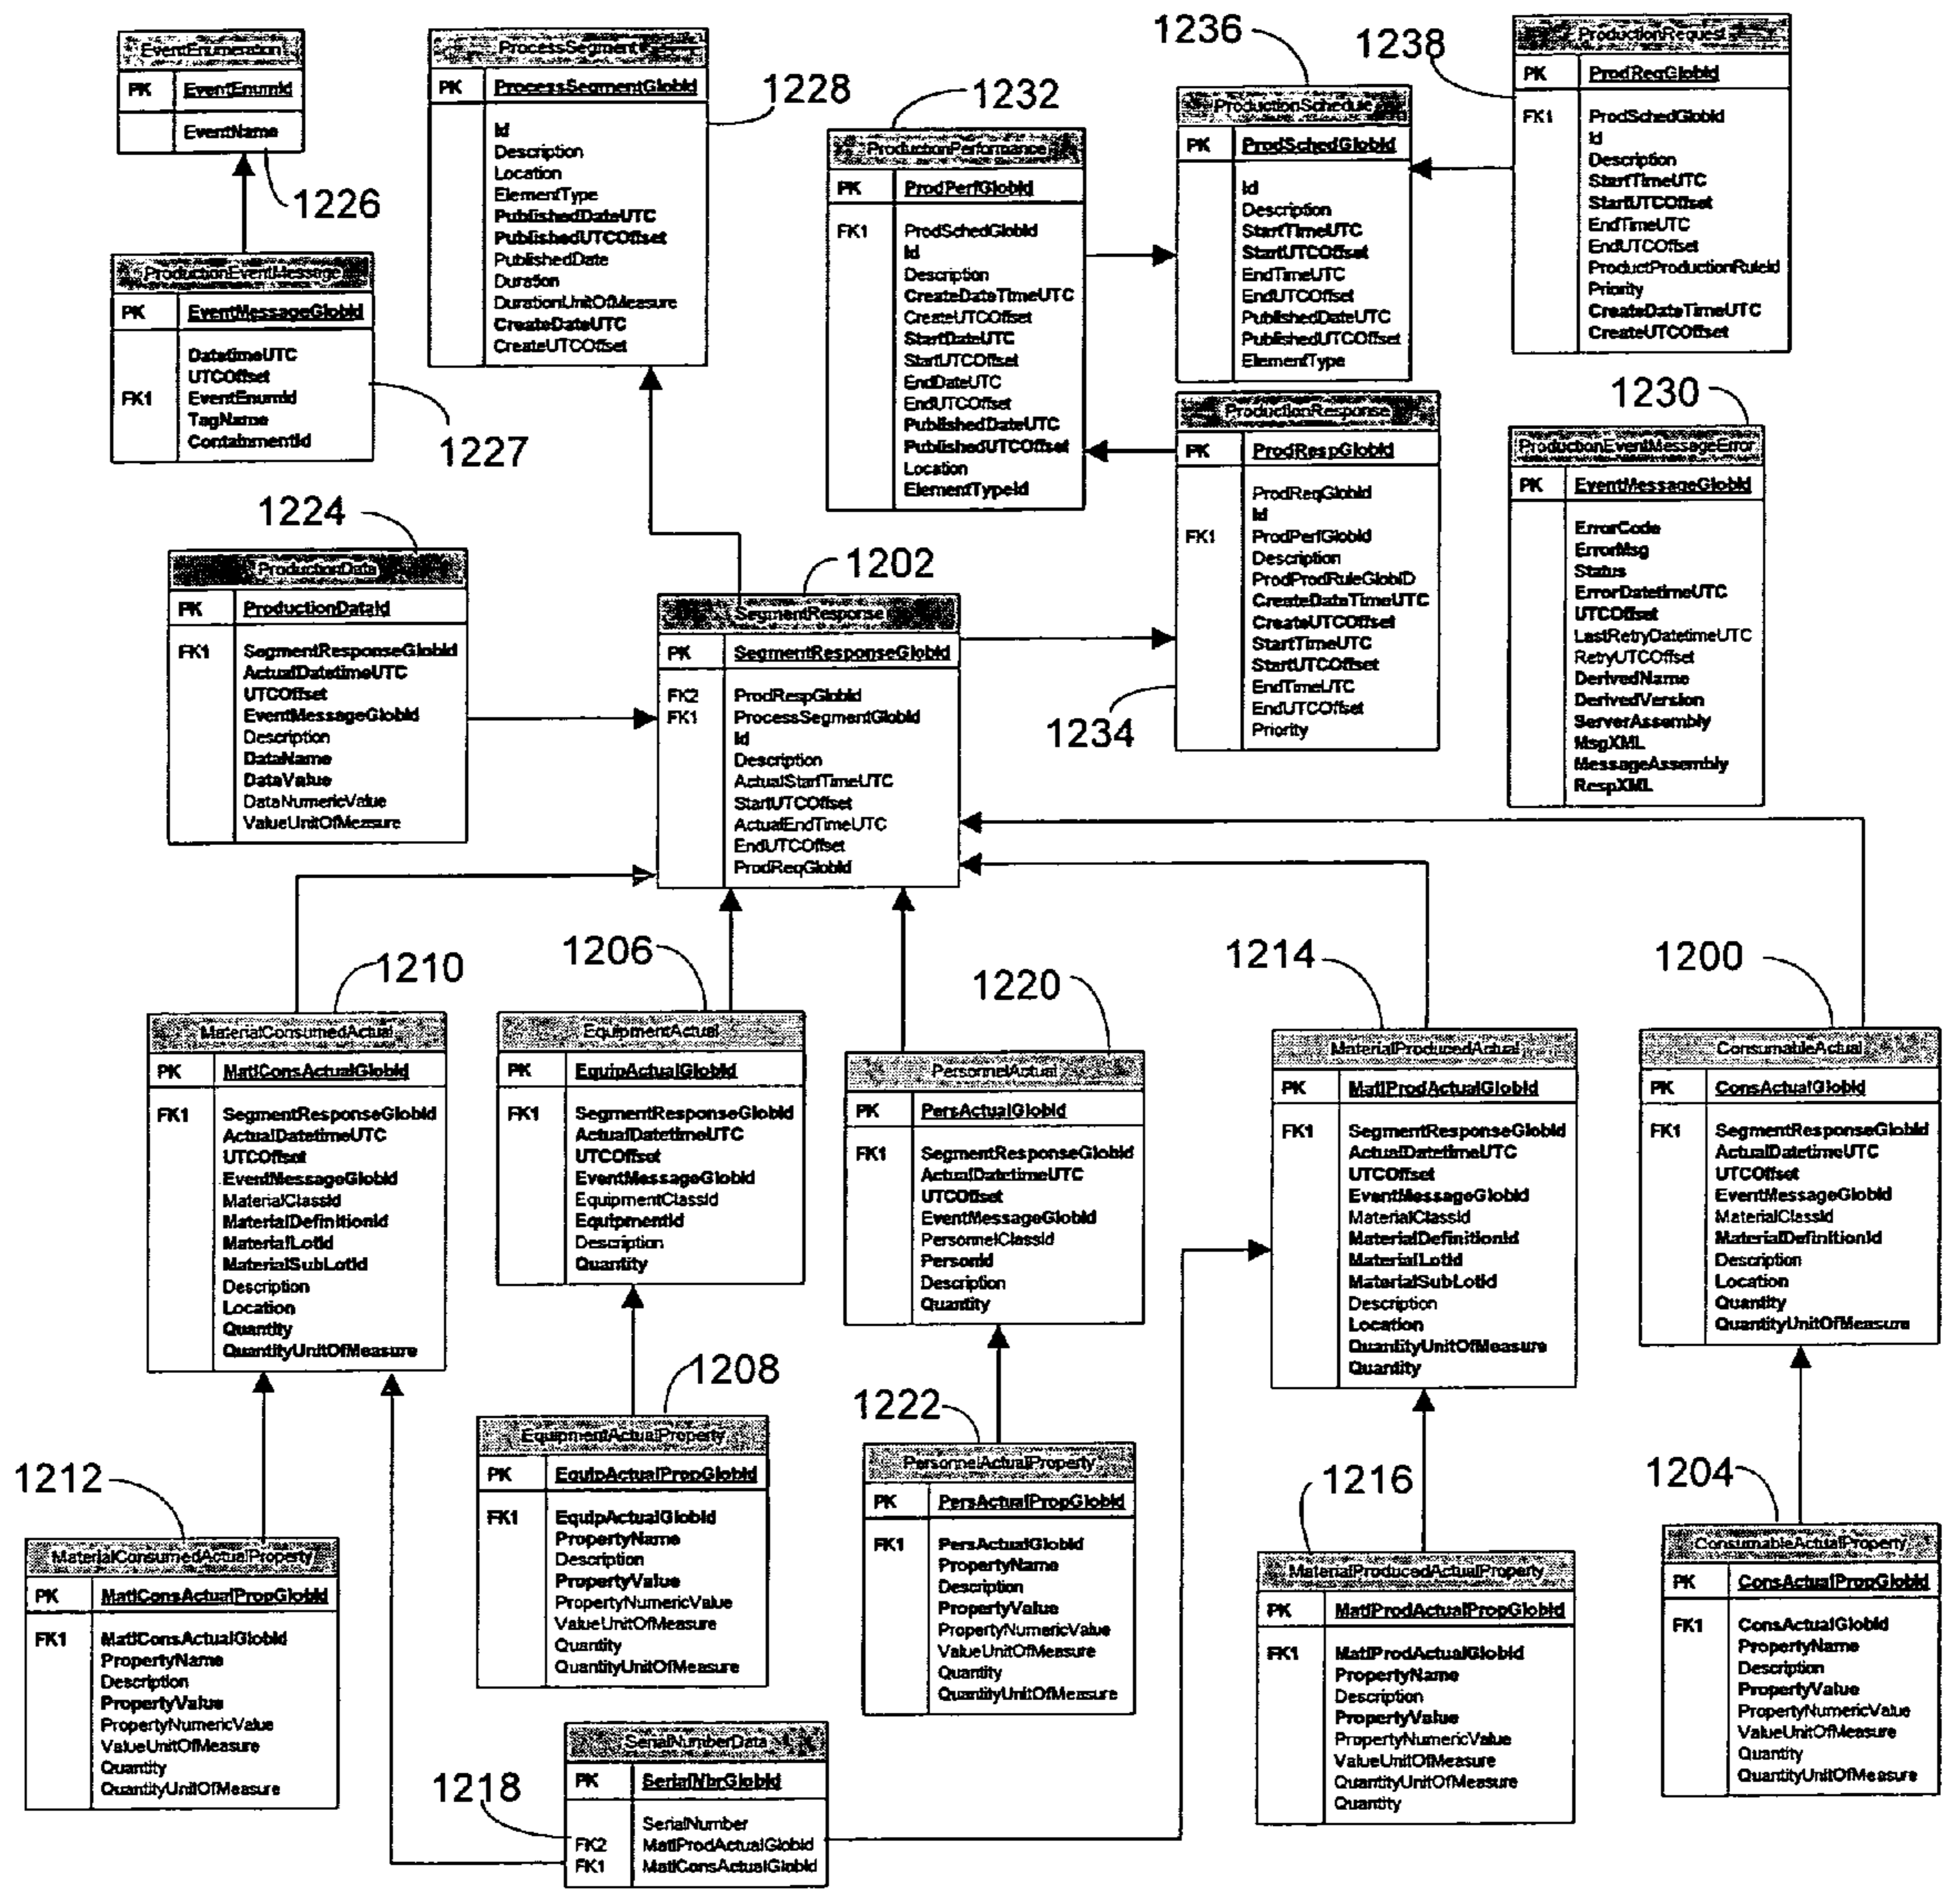 EventEnumeration
PK EventEnumId
EventName
1226
ProcessSegment
PK ProcessSegmentGlobId
Id
Description
Location
ElementType
PublishedDateUTC
PublishedUTCOffset
PublishedDate
Duration
DurationUnitOfMeasure
CreateDateUTC
CreateUTCOffset
1228
1232
ProductionPerformance
PK ProdPerfGlobId
FK1 ProdSchedGlobId
Id
Description
CreateDateTimeUTC
CreateUTCOffset
StartDateUTC
StartUTCOffset
EndDateUTC
EndUTCOffset
PublishedDateUTC
PublishedUTCOffset
Location
ElementTypeId
1236
ProductionSchedule
PK ProdSchedGlobId
Id
Description
StartTimeUTC
StartUTCOffset
EndTimeUTC
EndUTCOffset
PublishedDateUTC
PublishedUTCOffset
ElementType
1238
ProductionRequest
PK ProdReqGlobId
FK1 ProdSchedGlobId
Id
Description
StartTimeUTC
StartUTCOffset
EndTimeUTC
EndUTCOffset
ProductProductionRuleId
Priority
CreateDateTimeUTC
CreateUTCOffset
ProductionEventMessage
PK EventMessageGlobId
DatetimeUTC
UTCOffset
FK1 EventEnumId
TagName
ContainmentId
1227
ProductionResponse
PK ProdRespGlobId
ProdReqGlobId
Id
FK1 ProdPerfGlobId
Description
ProdProdRuleGlobID
CreateDateTimeUTC
CreateUTCOffset
StartTimeUTC
StartUTCOffset
EndTimeUTC
EndUTCOffset
Priority
1234
1230
ProductionEventMessageError
PK EventMessageGlobId
ErrorCode
ErrorMsg
Status
ErrorDatetimeUTC
UTCOffset
LastRetryDatetimeUTC
RetryUTCOffset
DerivedName
DerivedVersion
ServerAssembly
MsgXML
MessageAssembly
RespXML
1224
ProductionData
PK ProductionDataId
FK1 SegmentResponseGlobId
ActualDatetimeUTC
UTCOffset
EventMessageGlobId
Description
DataName
DataValue
DataNumericValue
ValueUnitOfMeasure
1202
SegmentResponse
PK SegmentResponseGlobId
FK2 ProdRespGlobId
FK1 ProcessSegmentGlobId
Id
Description
ActualStartTimeUTC
StartUTCOffset
ActualEndTimeUTC
EndUTCOffset
ProdReqGlobId
1210
MaterialConsumedActual
PK MatlConsActualGlobId
FK1 SegmentResponseGlobId
ActualDatetimeUTC
UTCOffset
EventMessageGlobId
MaterialClassId
MaterialDefinitionId
MaterialLotId
MaterialSubLotId
Description
Location
Quantity
QuantityUnitOfMeasure
1206
EquipmentActual
PK EquipActualGlobId
FK1 SegmentResponseGlobId
ActualDatetimeUTC
UTCOffset
EventMessageGlobId
EquipmentClassId
EquipmentId
Description
Quantity
1220
PersonnelActual
PK PersActualGlobId
FK1 SegmentResponseGlobId
ActualDatetimeUTC
UTCOffset
EventMessageGlobId
PersonnelClassId
PersonId
Description
Quantity
1214
MaterialProducedActual
PK MatlProdActualGlobId
FK1 SegmentResponseGlobId
ActualDatetimeUTC
UTCOffset
EventMessageGlobId
MaterialClassId
MaterialDefinitionId
MaterialLotId
MaterialSubLotId
Description
Location
QuantityUnitOfMeasure
Quantity
1200
ConsumableActual
PK ConsActualGlobId
FK1 SegmentResponseGlobId
ActualDatetimeUTC
UTCOffset
EventMessageGlobId
MaterialClassId
MaterialDefinitionId
Description
Location
Quantity
QuantityUnitOfMeasure
1212
MaterialConsumedActualProperty
PK MatlConsActualPropGlobId
FK1 MatlConsActualGlobId
PropertyName
Description
PropertyValue
PropertyNumericValue
ValueUnitOfMeasure
Quantity
QuantityUnitOfMeasure
1208
EquipmentActualProperty
PK EquipActualPropGlobId
FK1 EquipActualGlobId
PropertyName
Description
PropertyValue
PropertyNumericValue
ValueUnitOfMeasure
Quantity
QuantityUnitOfMeasure
1222
PersonnelActualProperty
PK PersActualPropGlobId
FK1 PersActualGlobId
PropertyName
Description
PropertyValue
PropertyNumericValue
ValueUnitOfMeasure
Quantity
QuantityUnitOfMeasure
1216
MaterialProducedActualProperty
PK MatlProdActualPropGlobId
FK1 MatlProdActualGlobId
PropertyName
Description
PropertyValue
PropertyNumericValue
ValueUnitOfMeasure
QuantityUnitOfMeasure
Quantity
1204
ConsumableActualProperty
PK ConsActualPropGlobId
FK1 ConsActualGlobId
PropertyName
Description
PropertyValue
PropertyNumericValue
ValueUnitOfMeasure
Quantity
QuantityUnitOfMeasure
1218
SerialNumberData
PK SerialNbrGlobId
SerialNumber
FK2 MatlProdActualGlobId
FK1 MatlConsActualGlobId